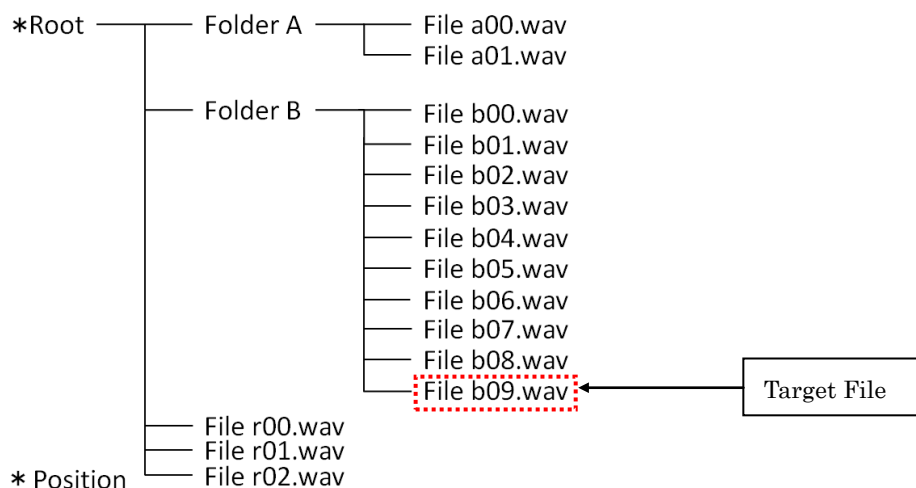 *Root
Folder A
File a00.wav
File a01.wav
Folder B
File b00.wav
File b01.wav
File b02.wav
File b03.wav
File b04.wav
File b05.wav
File b06.wav
File b07.wav
File b08.wav
File b09.wav
Target File
File r00.wav
File r01.wav
File r02.wav
* Position